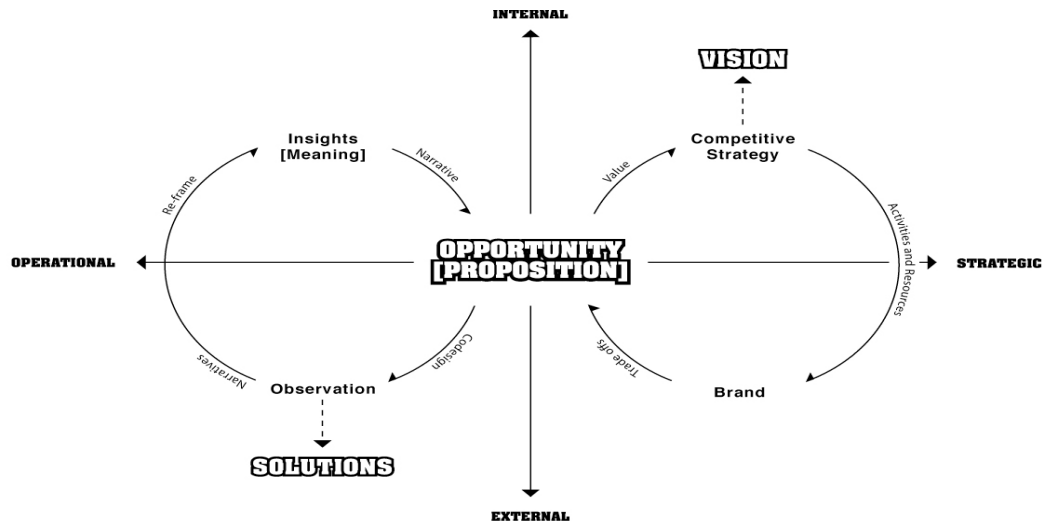 INTERNAL
VISION
Insights
[Meaning]
Competitive
Strategy
Narrative
Value
Re-frame
Activities and Resources
OPPORTUNITY
[PROPOSITION]
OPERATIONAL
STRATEGIC
Narratives
Codesign
Trade offs
Observation
Brand
SOLUTIONS
EXTERNAL